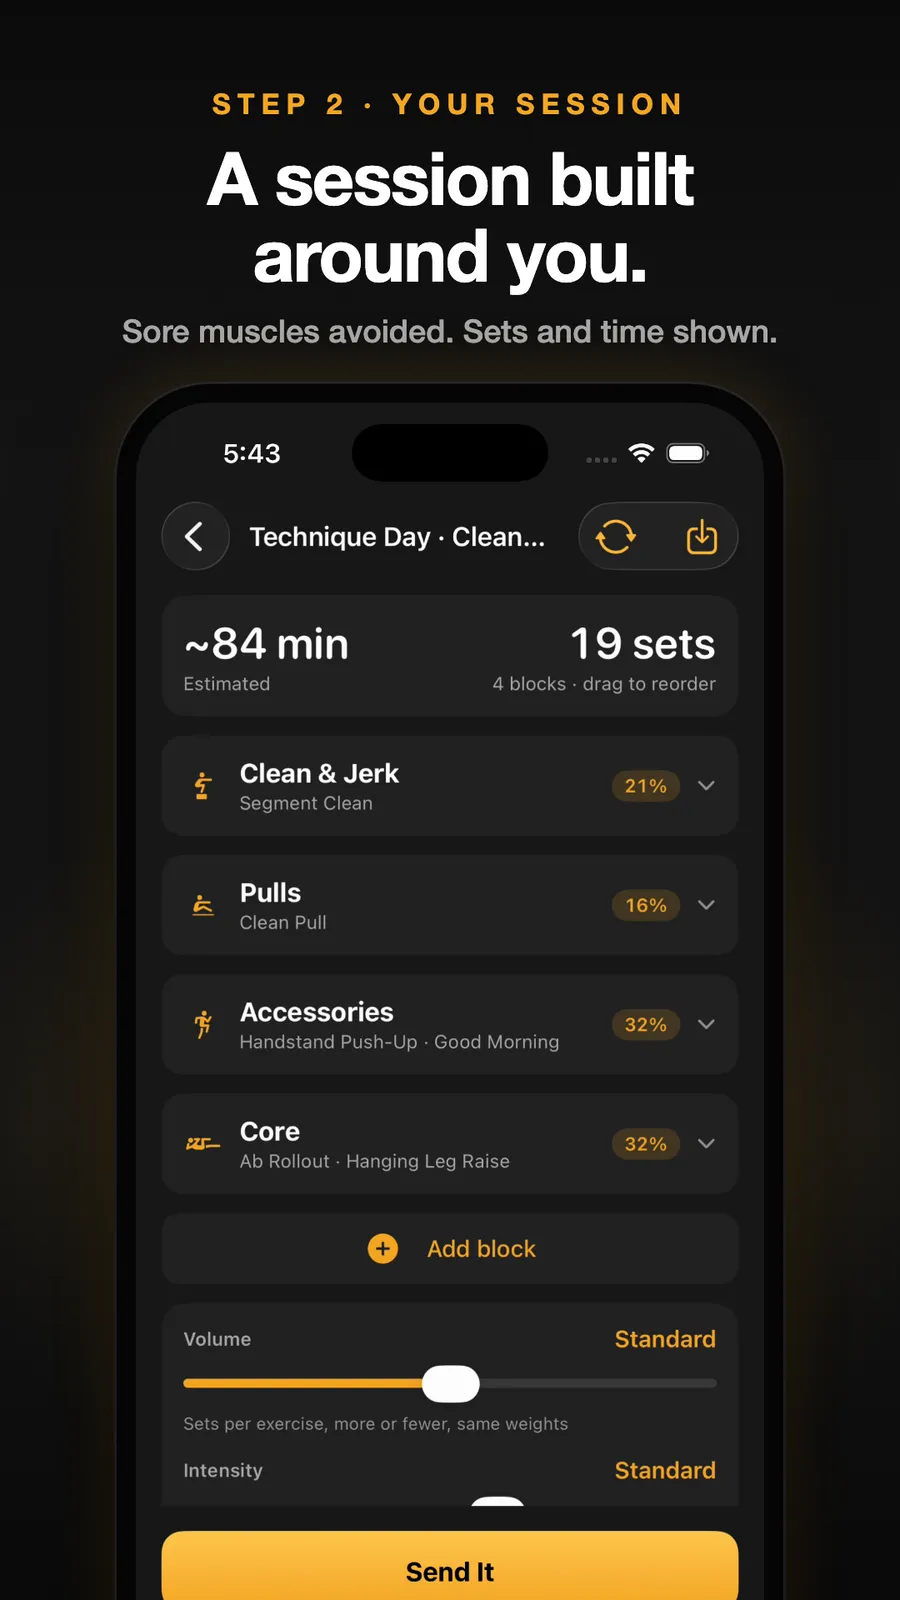 STEP 2 · YOUR SESSION
A session built
around you.
Sore muscles avoided. Sets and time shown.
5:43
Technique Day · Clean...
~84 min
19 sets
Estimated
4 blocks · drag to reorder
Clean & Jerk
Segment Clean
21%
Pulls
Clean Pull
16%
Accessories
Handstand Push-Up · Good Morning
32%
Core
Ab Rollout · Hanging Leg Raise
32%
Add block
Volume
Standard
Sets per exercise, more or fewer, same weights
Intensity
Standard
Send It